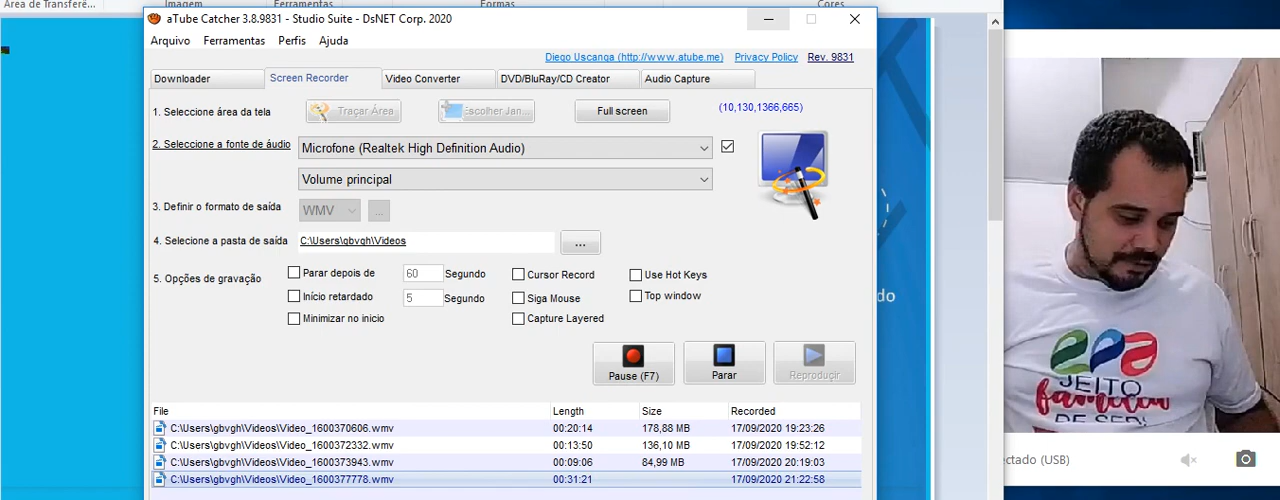 Área de Transferê... Imagem Ferramentas Formas Cores
aTube Catcher 3.8.9831 - Studio Suite - DsNET Corp. 2020
Arquivo Ferramentas Perfis Ajuda
Diego Uscanga (http://www.atube.me) Privacy Policy Rev. 9831
Downloader Screen Recorder Video Converter DVD/BluRay/CD Creator Audio Capture
1. Seleccione área da tela Traçar Área Escolher Jan... Full screen (10,130,1366,665)
2. Seleccione a fonte de áudio Microfone (Realtek High Definition Audio)
Volume principal
3. Definir o formato de saída WMV ...
4. Selecione a pasta de saída C:\Users\gbvgh\Videos ...
5. Opções de gravação
Parar depois de 60 Segundo Cursor Record Use Hot Keys
Início retardado 5 Segundo Siga Mouse Top window
Minimizar no inicio Capture Layered
Pause (F7) Parar Reproduçir
File Length Size Recorded
C:\Users\gbvgh\Videos\Video_1600370600.wmv 00:20:14 178,88 MB 17/09/2020 19:23:26
C:\Users\gbvgh\Videos\Video_1600372332.wmv 00:13:50 136,10 MB 17/09/2020 19:52:12
C:\Users\gbvgh\Videos\Video_1600373943.wmv 00:09:06 84,99 MB 17/09/2020 20:19:03
C:\Users\gbvgh\Videos\Video_1600377778.wmv 00:31:21 17/09/2020 21:22:58
do
JEITO
família
DE SER!
ectado (USB)